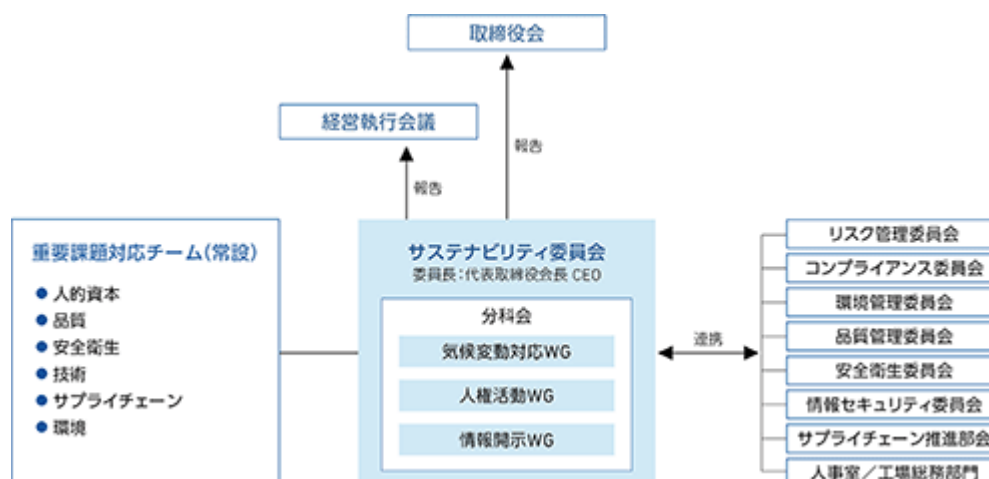 取締役会
経営執行会議
報告
報告
重要課題対応チーム(常設)
● 人的資本
● 品質
● 安全衛生
● 技術
● サプライチェーン
● 環境
サステナビリティ委員会
委員長：代表取締役会長 CEO
分科会
気候変動対応WG
人権活動WG
情報開示WG
連携
リスク管理委員会
コンプライアンス委員会
環境管理委員会
品質管理委員会
安全衛生委員会
情報セキュリティ委員会
サプライチェーン推進部会
人事室／工場総務部門